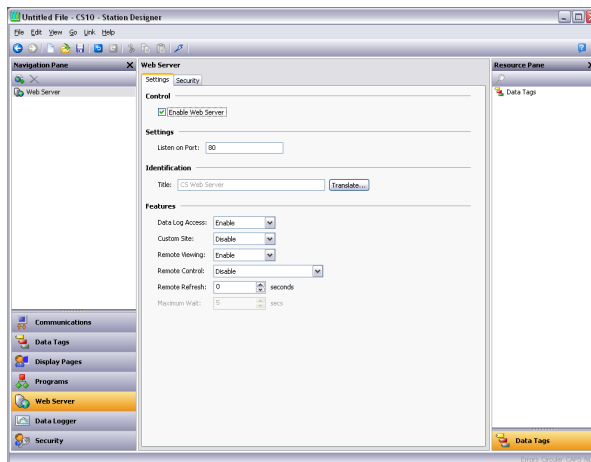 Untitled File - CS10 - Station Designer
File Edit View Go Link Help
Navigation Pane
Web Server
Communications
Data Tags
Display Pages
Programs
Web Server
Data Logger
Security
Web Server
Settings Security
Control
Enable Web Server
Settings
Listen on Port: 80
Identification
Title: CS Web Server Translate...
Features
Data Log Access: Enable
Custom Site: Disable
Remote Viewing: Enable
Remote Control: Disable
Remote Refresh: 0 seconds
Maximum Wait: 5 secs
Resource Pane
Data Tags
Data Tags